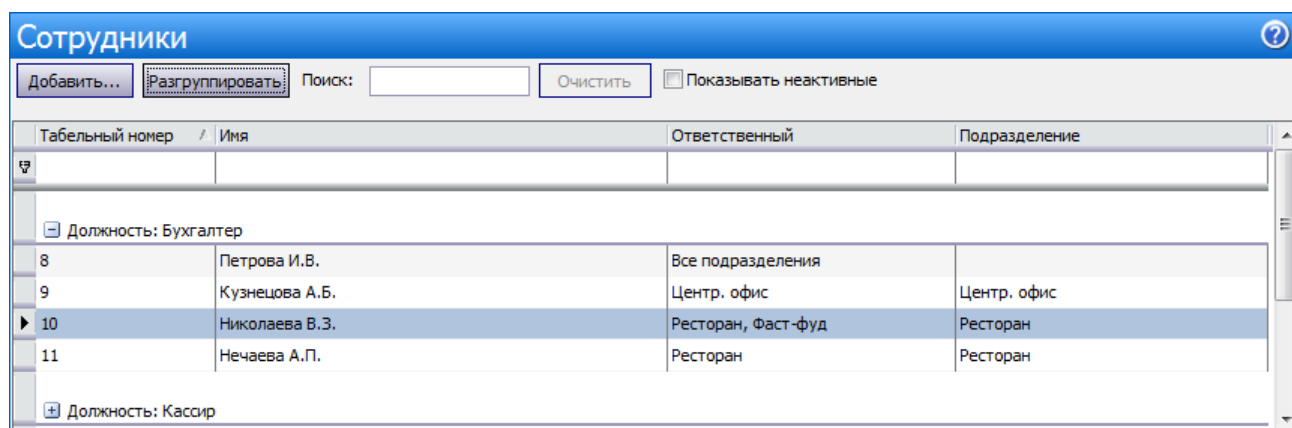 Сотрудники
Добавить... Разгруппировать Поиск: Очистить Показывать неактивные
Табельный номер Имя Ответственный Подразделение
Должность: Бухгалтер
8 Петрова И.В. Все подразделения
9 Кузнецова А.Б. Центр. офис Центр. офис
10 Николаева В.З. Ресторан, Фаст-фуд Ресторан
11 Нечаева А.П. Ресторан Ресторан
Должность: Кассир